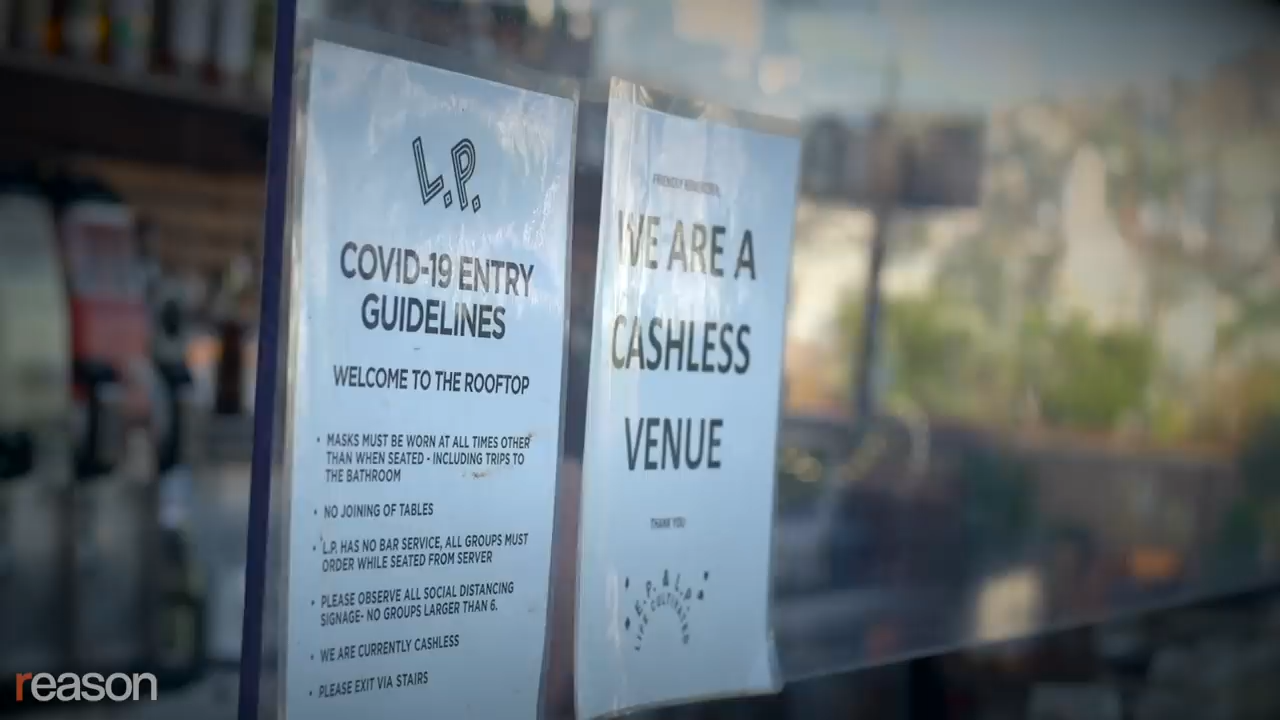 L.P.
COVID-19 ENTRY
GUIDELINES
WELCOME TO THE ROOFTOP
• MASKS MUST BE WORN AT ALL TIMES OTHER
THAN WHEN SEATED - INCLUDING TRIPS TO
THE BATHROOM
• NO JOINING OF TABLES
• L.P. HAS NO BAR SERVICE, ALL GROUPS MUST
ORDER WHILE SEATED FROM SERVER
• PLEASE OBSERVE ALL SOCIAL DISTANCING
SIGNAGE- NO GROUPS LARGER THAN 6.
• WE ARE CURRENTLY CASHLESS
• PLEASE EXIT VIA STAIRS
FRIENDLY REMINDER,
WE ARE A
CASHLESS
VENUE
THANK YOU
E.P. & L.P.
LIFE CULTIVATED
reason